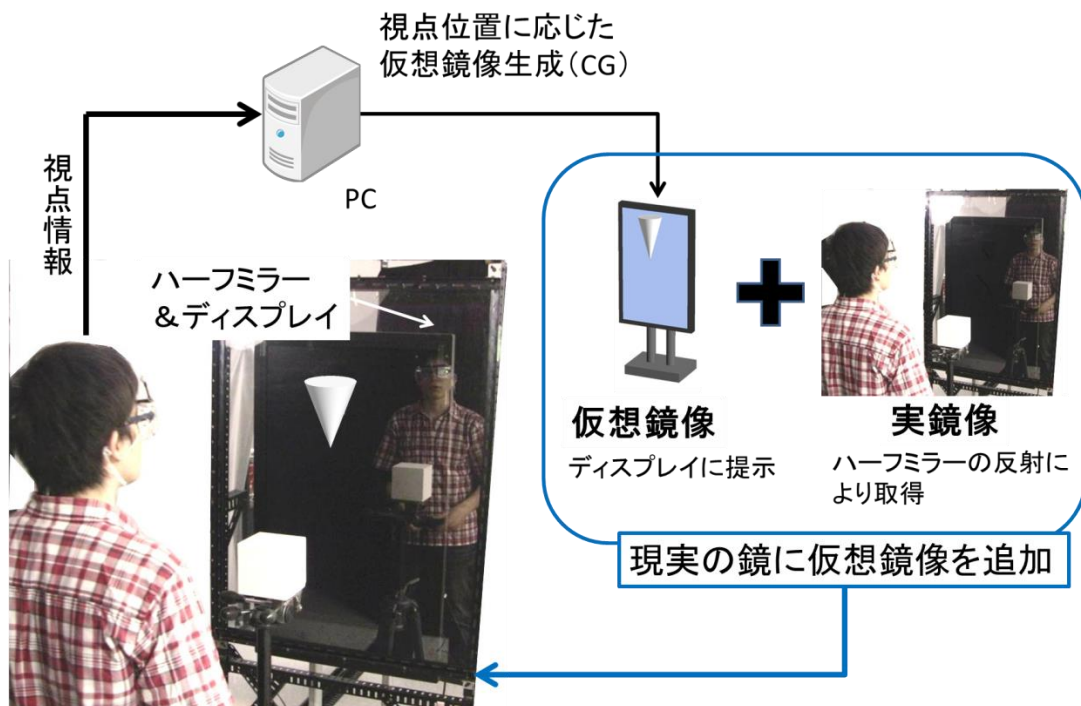 視点位置に応じた
仮想鏡像生成(CG)
PC
視点情報
ハーフミラー
&ディスプレイ
仮想鏡像
ディスプレイに提示
実鏡像
ハーフミラーの反射に
より取得
現実の鏡に仮想鏡像を追加